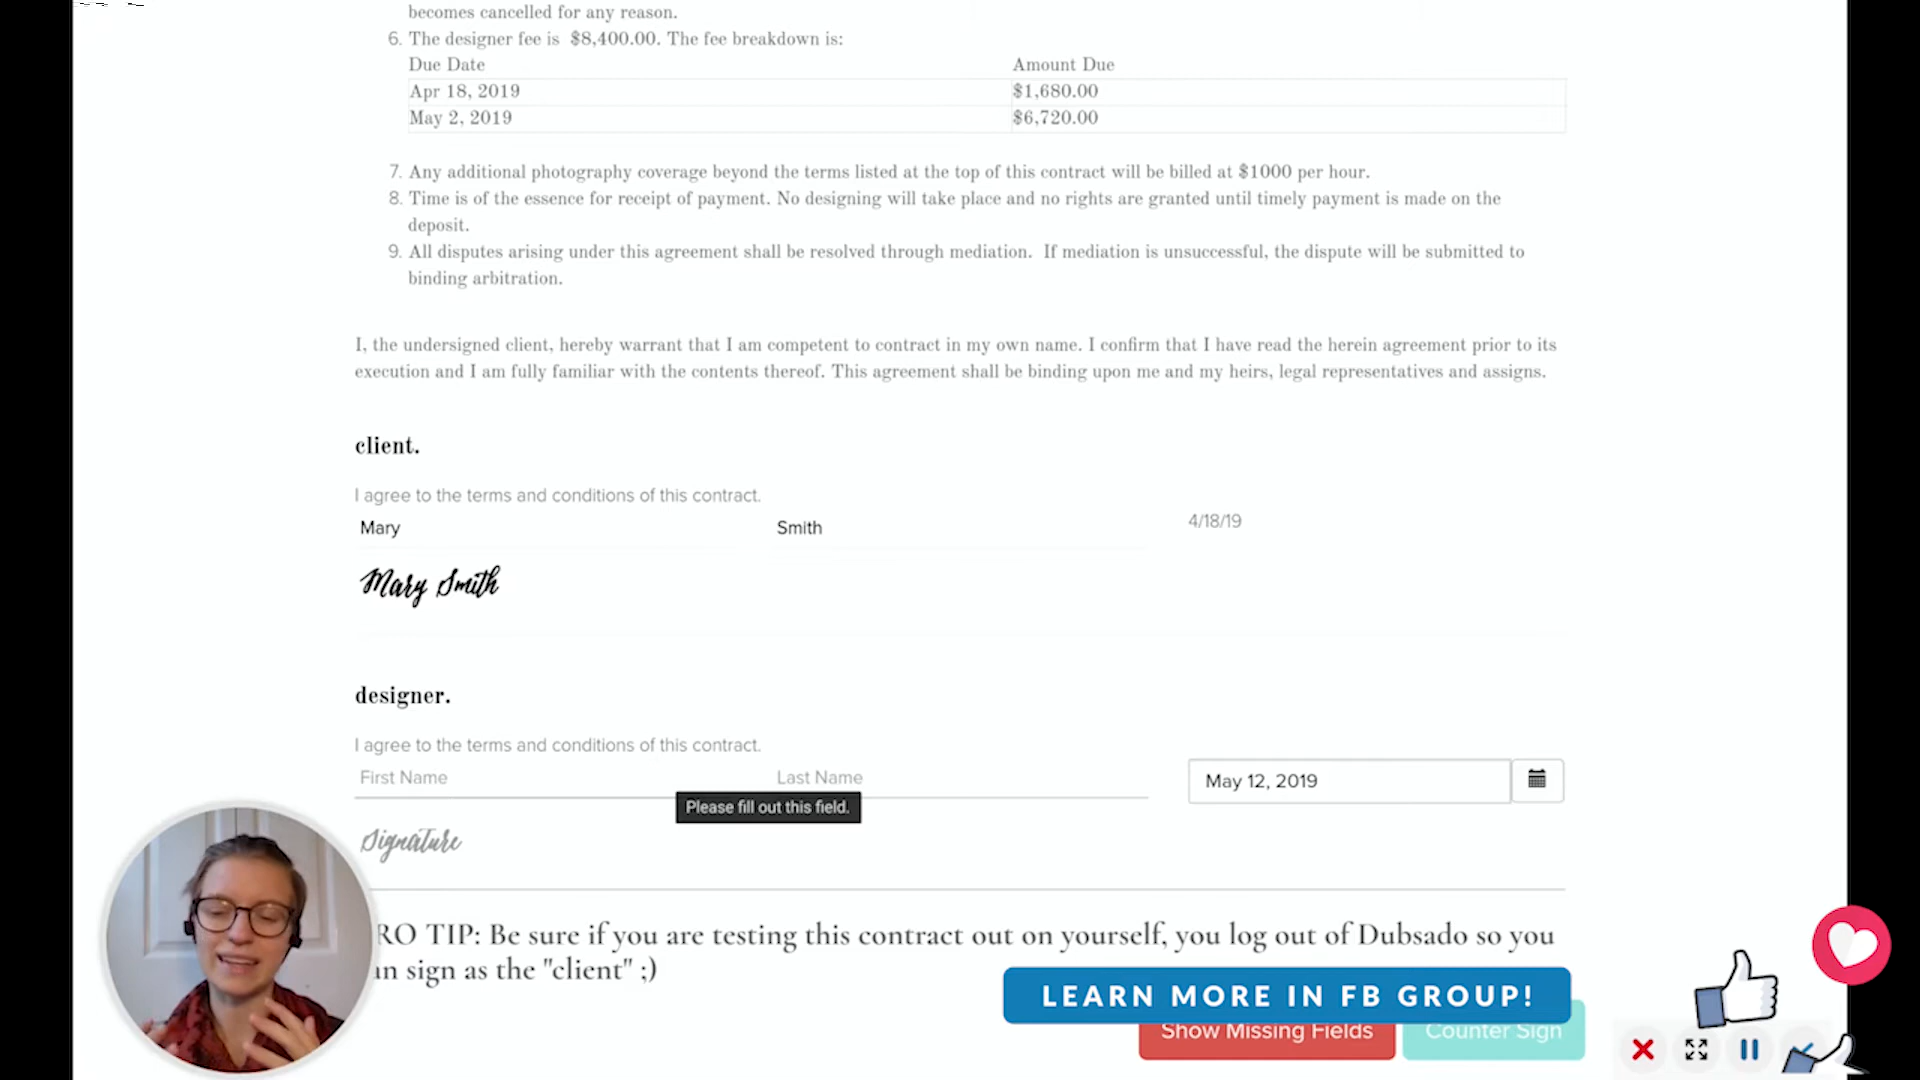 becomes cancelled for any reason.
6. The designer fee is $8,400.00. The fee breakdown is:
Due Date Amount Due
Apr 18, 2019 $1,680.00
May 2, 2019 $6,720.00
7. Any additional photography coverage beyond the terms listed at the top of this contract will be billed at $1000 per hour.
8. Time is of the essence for receipt of payment. No designing will take place and no rights are granted until timely payment is made on the
deposit.
9. All disputes arising under this agreement shall be resolved through mediation. If mediation is unsuccessful, the dispute will be submitted to
binding arbitration.
I, the undersigned client, hereby warrant that I am competent to contract in my own name. I confirm that I have read the herein agreement prior to its
execution and I am fully familiar with the contents thereof. This agreement shall be binding upon me and my heirs, legal representatives and assigns.
client.
I agree to the terms and conditions of this contract.
Mary Smith 4/18/19
Mary Smith
designer.
I agree to the terms and conditions of this contract.
First Name Last Name May 12, 2019
Please fill out this field.
Signature
RO TIP: Be sure if you are testing this contract out on yourself, you log out of Dubsado so you
an sign as the "client" ;)
LEARN MORE IN FB GROUP!
Show Missing Fields Counter Sign